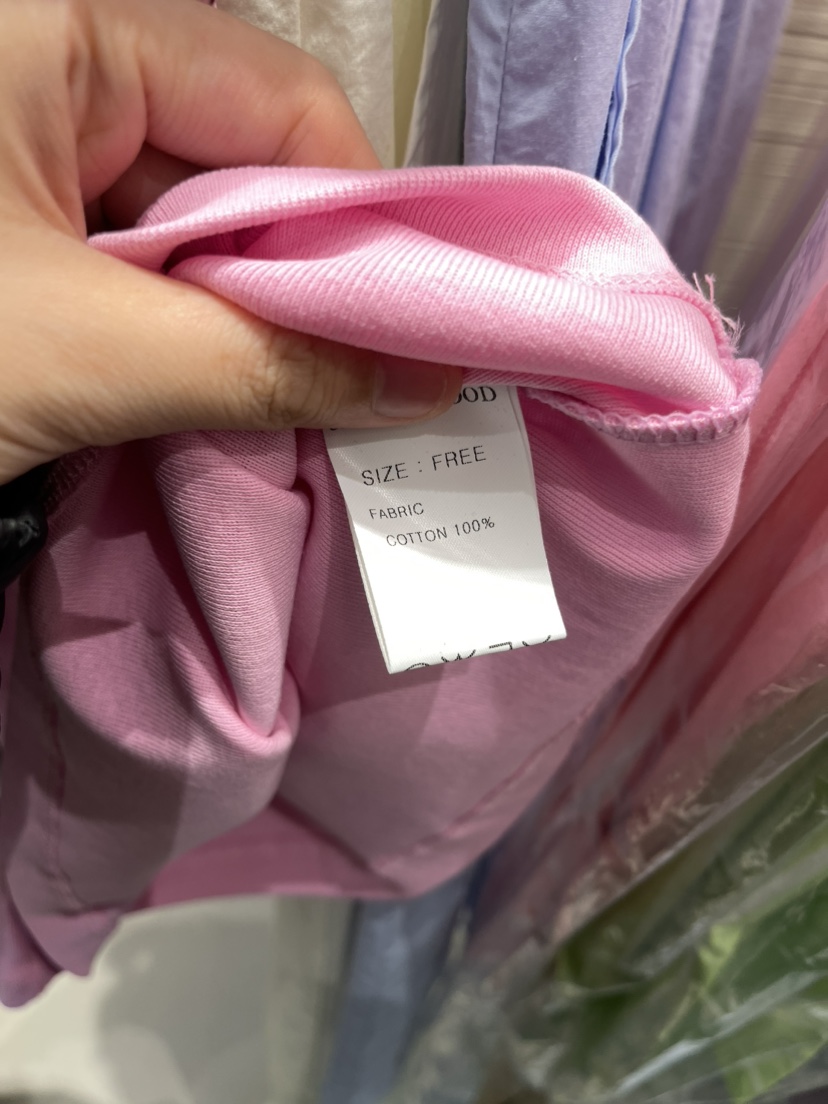 SIZE : FREE
FABRIC
COTTON 100%